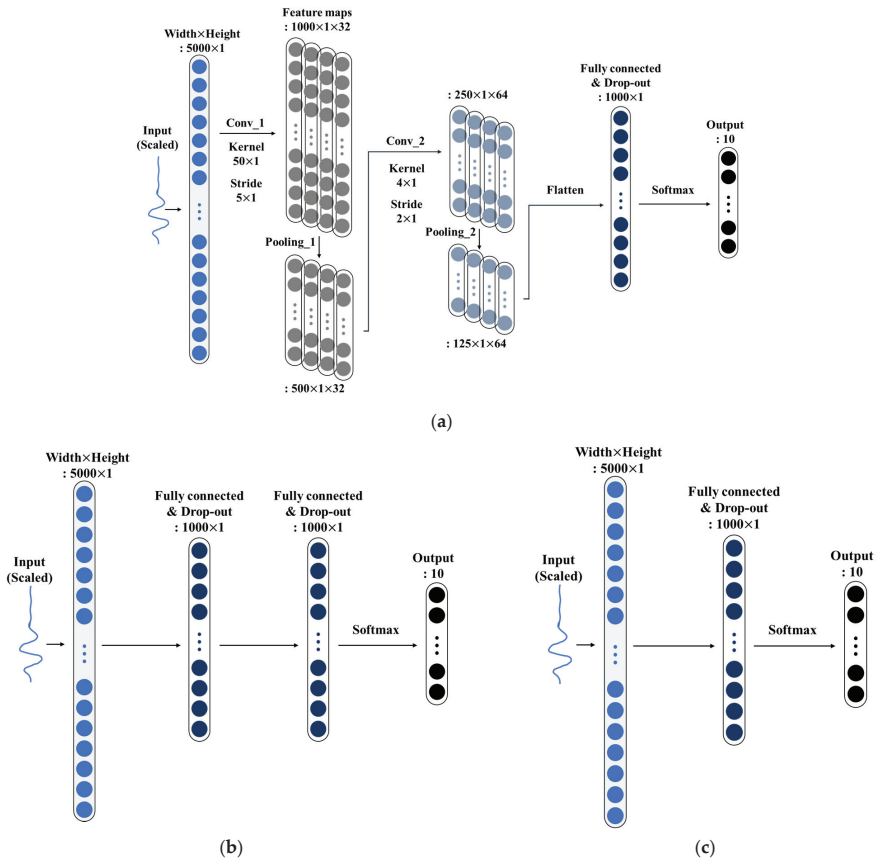 Width×Height
: 5000×1
Input
(Scaled)
Conv_1
Kernel
50×1
Stride
5×1
Feature maps
: 1000×1×32
Pooling_1
: 500×1×32
Conv_2
Kernel
4×1
Stride
2×1
: 250×1×64
Pooling_2
: 125×1×64
Flatten
Fully connected
& Drop-out
: 1000×1
Softmax
Output
: 10
(a)
Width×Height
: 5000×1
Input
(Scaled)
Fully connected
& Drop-out
: 1000×1
Fully connected
& Drop-out
: 1000×1
Softmax
Output
: 10
(b)
Width×Height
: 5000×1
Input
(Scaled)
Fully connected
& Drop-out
: 1000×1
Softmax
Output
: 10
(c)